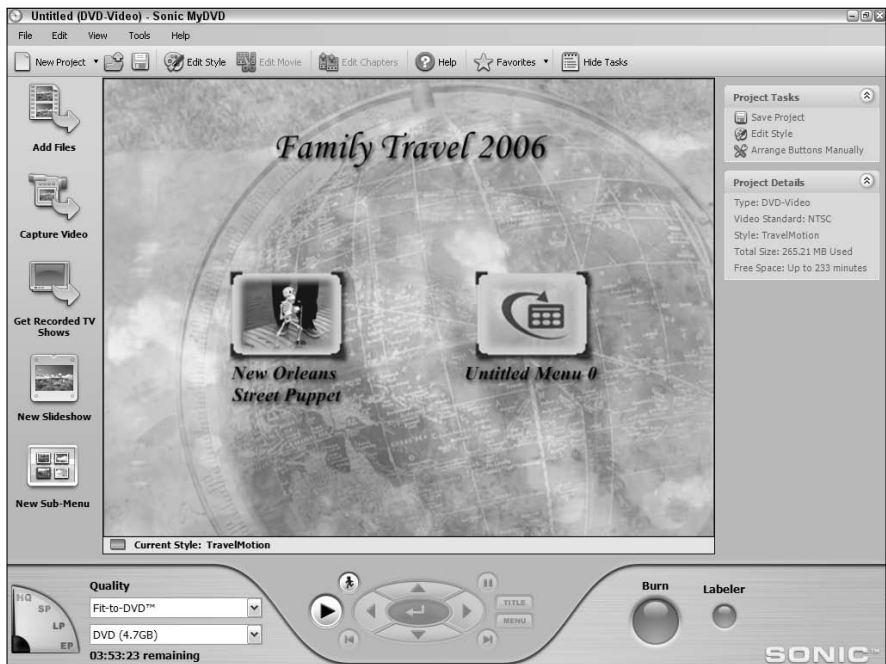 Untitled (DVD-Video) - Sonic MyDVD
File Edit View Tools Help
New Project Edit Style Edit Movie Edit Chapters Help Favorites Hide Tasks
Add Files
Capture Video
Get Recorded TV
Shows
New Slideshow
New Sub-Menu
Family Travel 2006
New Orleans
Street Puppet
Untitled Menu 0
Current Style: TravelMotion
Project Tasks
Save Project
Edit Style
Arrange Buttons Manually
Project Details
Type: DVD-Video
Video Standard: NTSC
Style: TravelMotion
Total Size: 265.21 MB Used
Free Space: Up to 233 minutes
HQ
SP
LP
EP
Quality
Fit-to-DVD™
DVD (4.7GB)
03:53:23 remaining
TITLE
MENU
Burn
Labeler
SONIC™